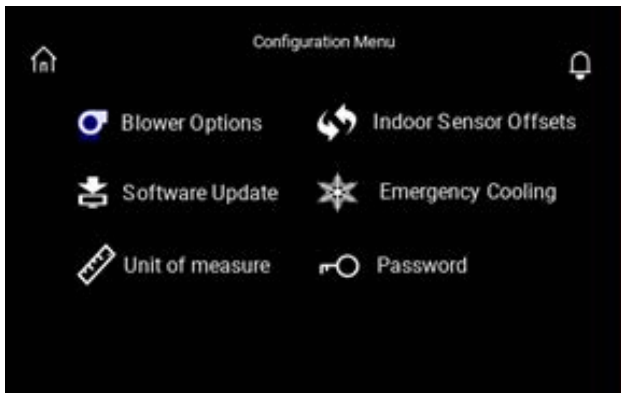 Configuration Menu
Blower Options
Indoor Sensor Offsets
Software Update
Emergency Cooling
Unit of measure
Password